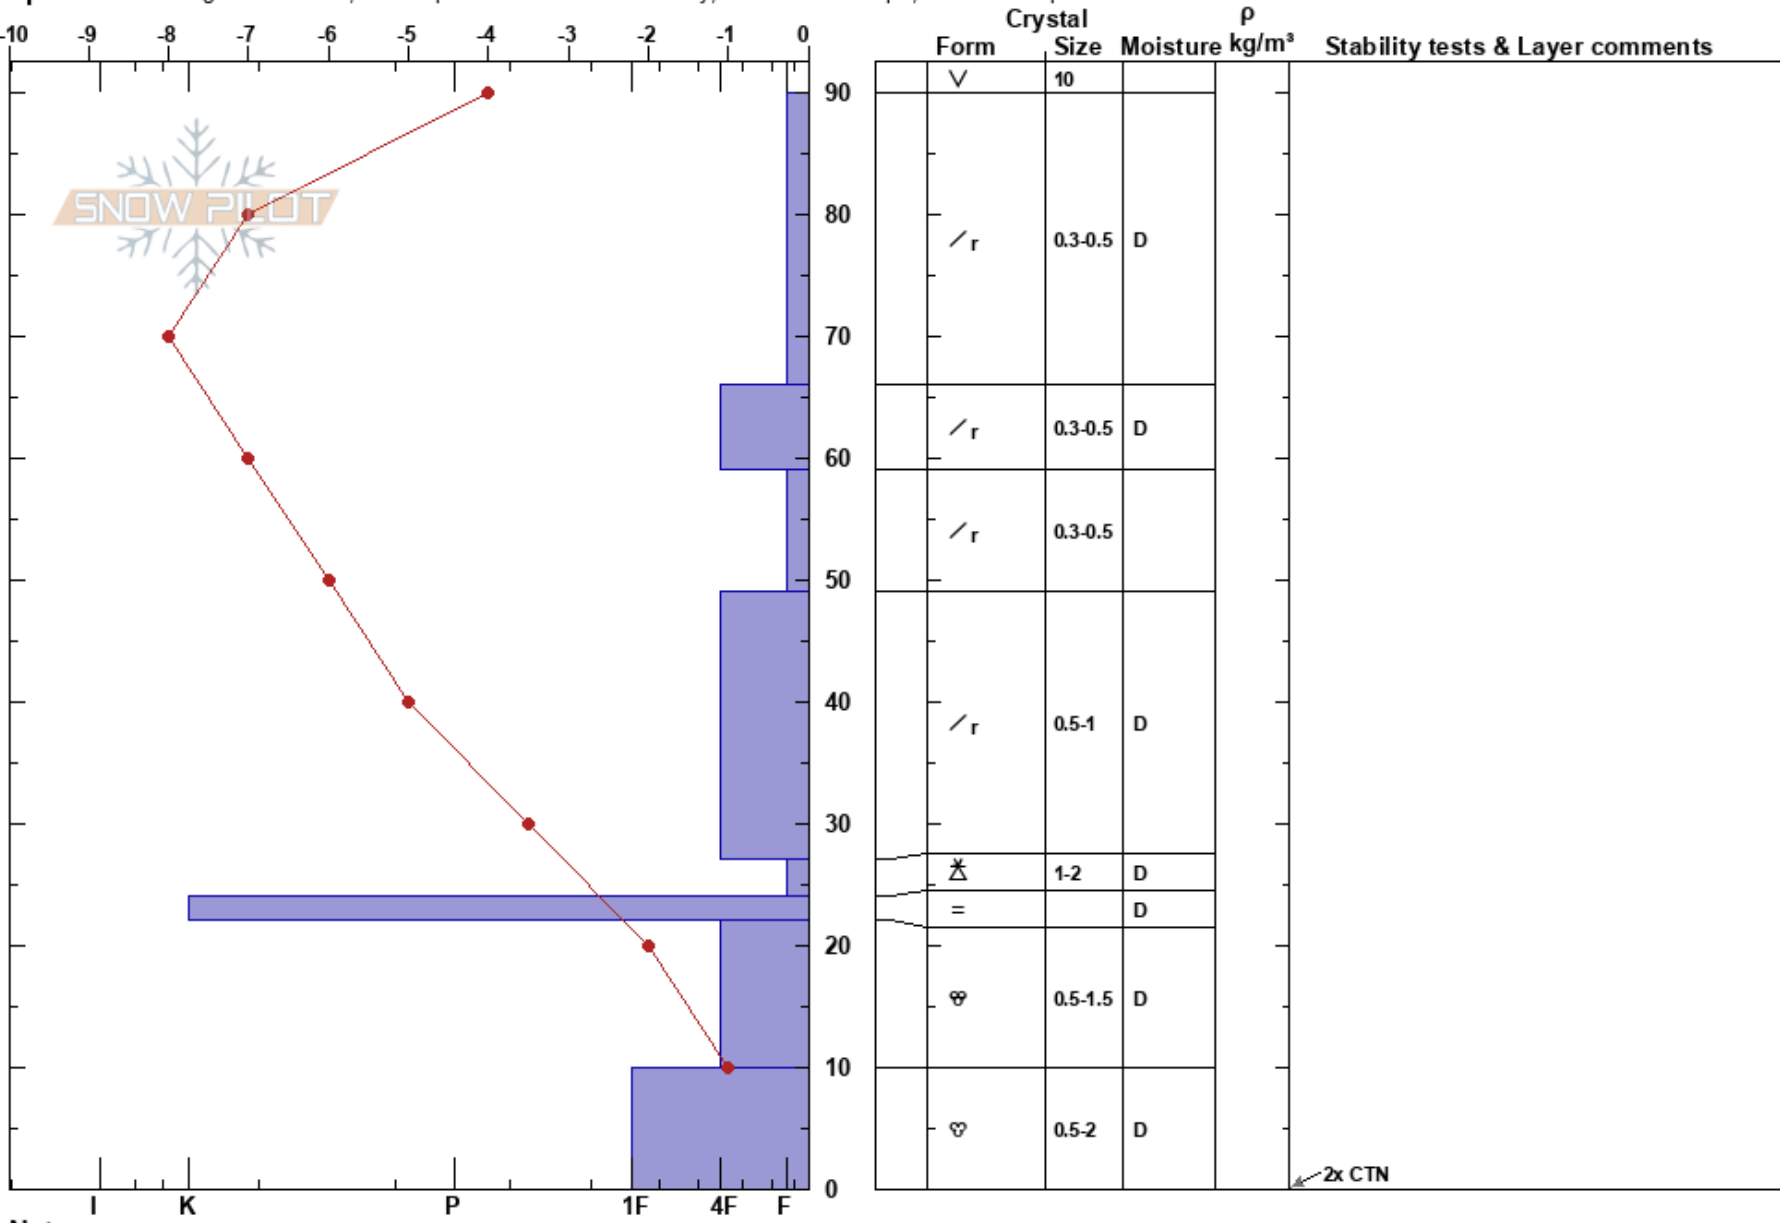 Crystal ρ
-10 -9 -8 -7 -6 -5 -4 -3 -2 -1 0 Form Size Moisture kg/m³ Stability tests & Layer comments
V 10
90
SNOW PILOT
80
/ r 0.3-0.5 D
70
/ r 0.3-0.5 D
60
/ r 0.3-0.5
50
40
/ r 0.5-1 D
30
1-2 D
= D
20
0.5-1.5 D
10
0.5-2 D
2x CTN
0
I K P 1F 4F F